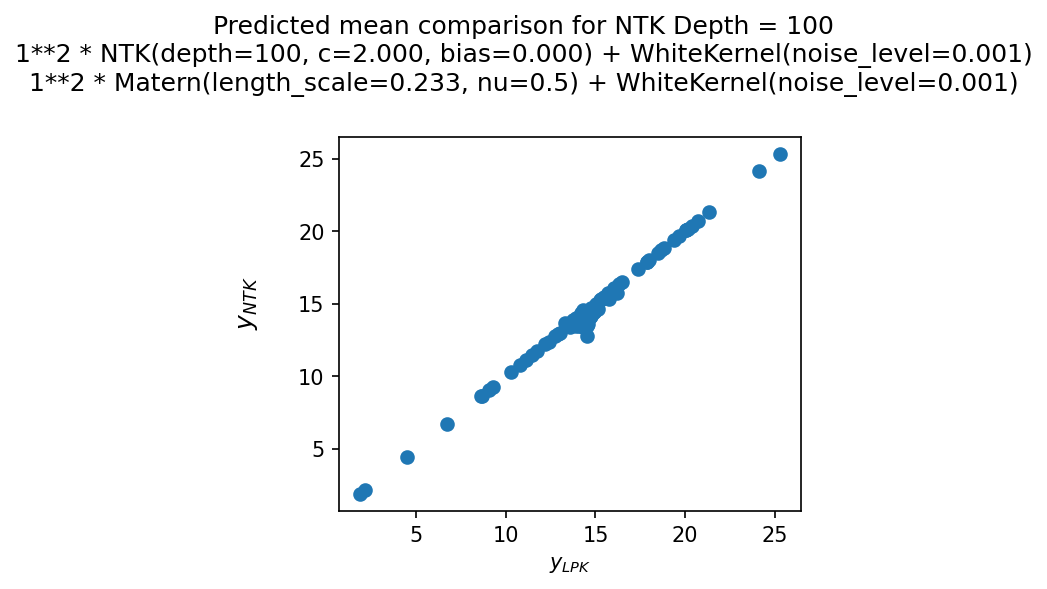 Predicted mean comparison for NTK Depth = 100
1**2 * NTK(depth=100, c=2.000, bias=0.000) + WhiteKernel(noise_level=0.001)
1**2 * Matern(length_scale=0.233, nu=0.5) + WhiteKernel(noise_level=0.001)
25
20
15
10
5
y_NTK
5 10 15 20 25
y_LPK